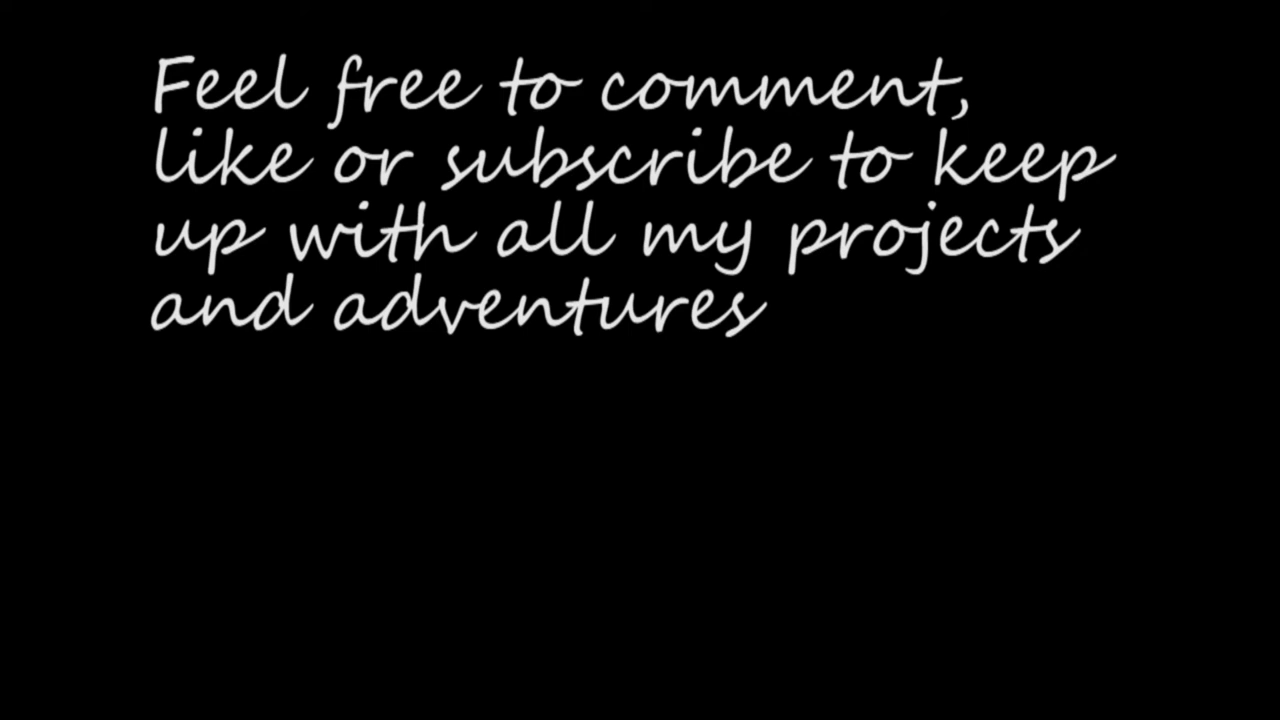 Feel free to comment,
like or subscribe to keep
up with all my projects
and adventures